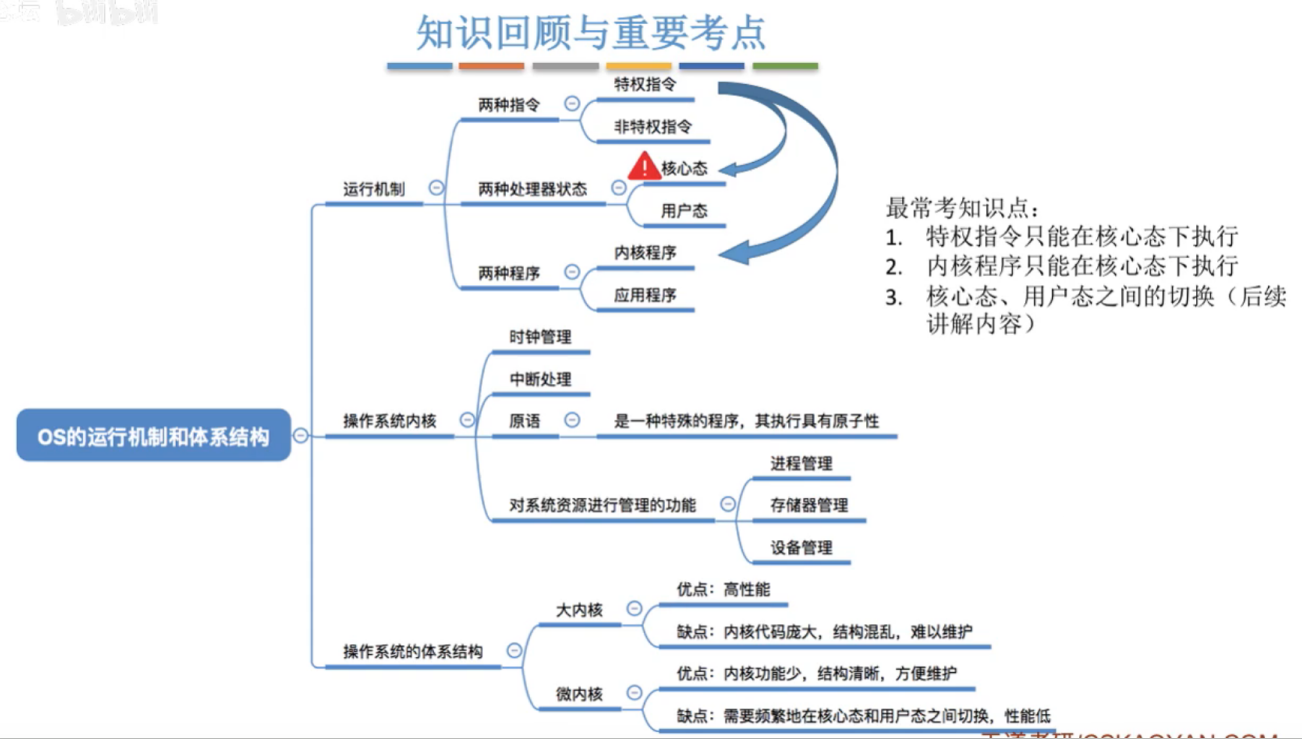 bilibili
知识回顾与重要考点
特权指令
两种指令
非特权指令
核心态
运行机制
两种处理器状态
用户态
内核程序
两种程序
应用程序
最常考知识点：
1. 特权指令只能在核心态下执行
2. 内核程序只能在核心态下执行
3. 核心态、用户态之间的切换（后续
讲解内容）
时钟管理
中断处理
操作系统内核
原语
是一种特殊的程序，其执行具有原子性
OS的运行机制和体系结构
进程管理
对系统资源进行管理的功能
存储器管理
设备管理
优点：高性能
大内核
缺点：内核代码庞大，结构混乱，难以维护
操作系统的体系结构
优点：内核功能少，结构清晰，方便维护
微内核
缺点：需要频繁地在核心态和用户态之间切换，性能低
王道考研/CSKAOYAN.COM